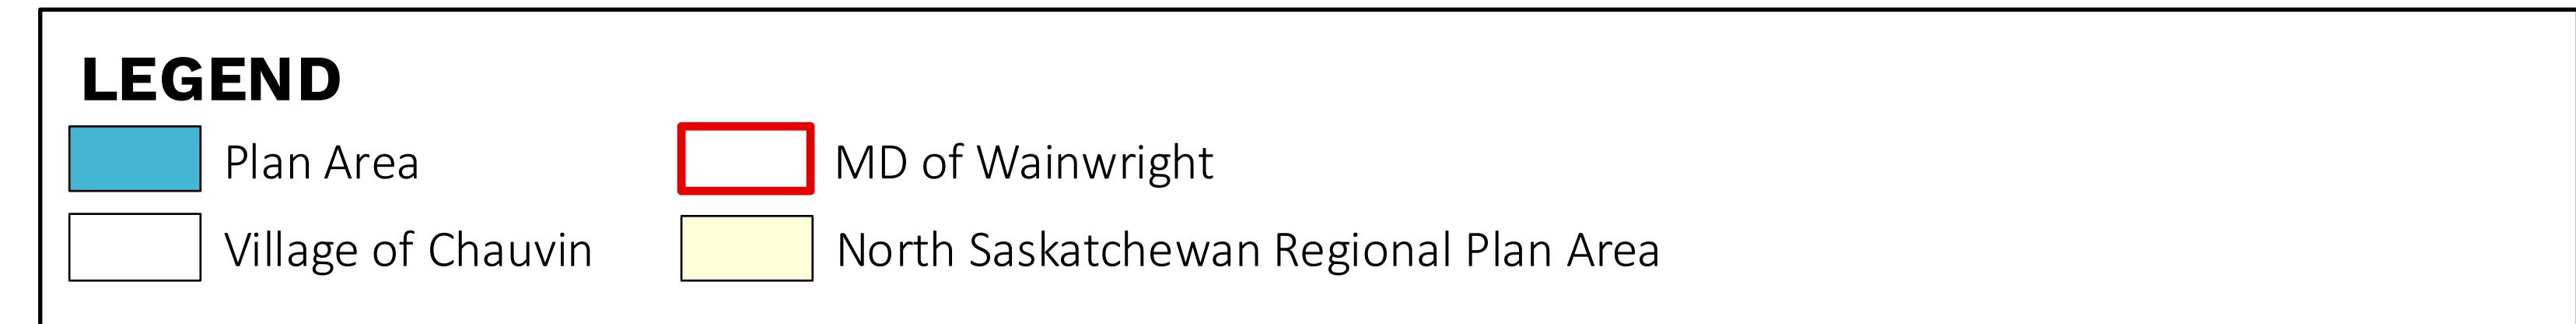 LEGEND
Plan Area
MD of Wainwright
Village of Chauvin
North Saskatchewan Regional Plan Area